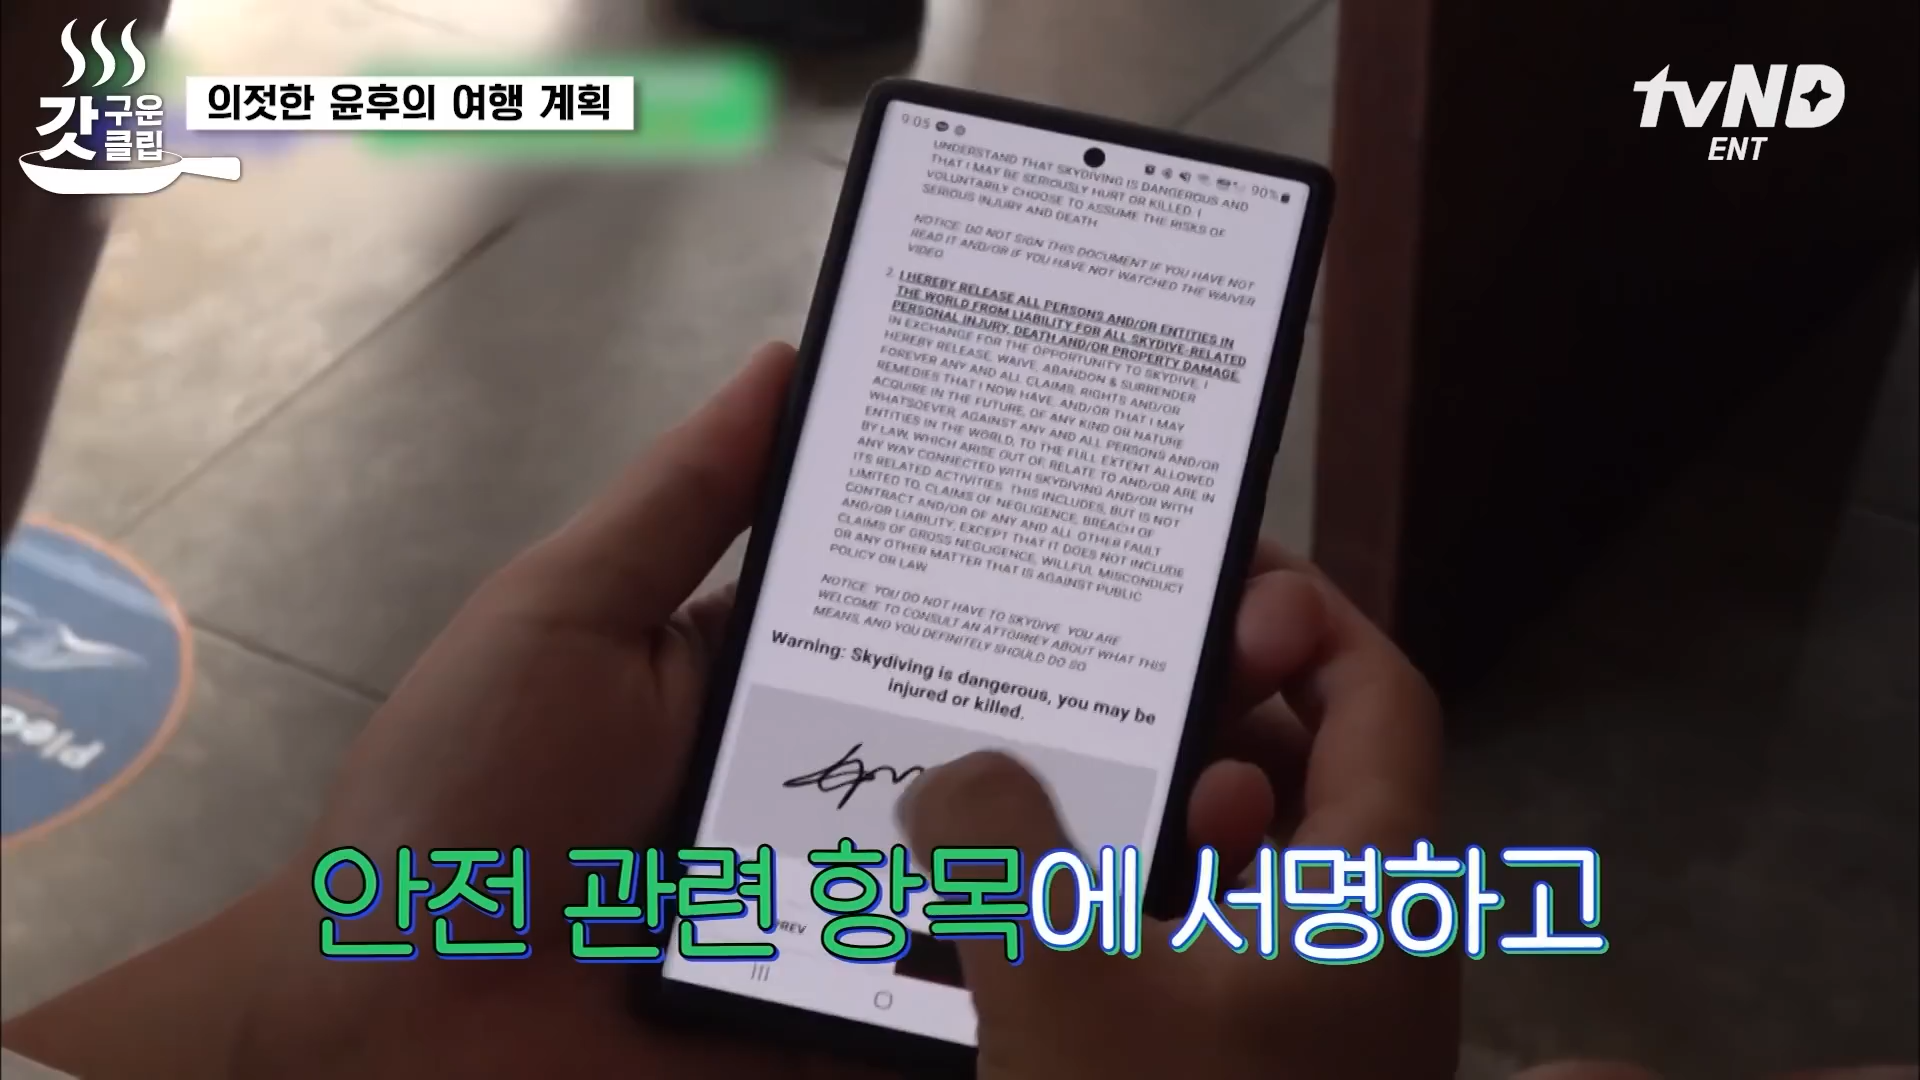 갓 구운 클립
의젓한 윤후의 여행 계획
tvND
ENT
9:05
90%
UNDERSTAND THAT SKYDIVING IS DANGEROUS AND
THAT I MAY BE SERIOUSLY HURT OR KILLED. I
VOLUNTARILY CHOOSE TO ASSUME THE RISKS OF
SERIOUS INJURY AND DEATH.
NOTICE: DO NOT SIGN THIS DOCUMENT IF YOU HAVE NOT
READ IT AND/OR IF YOU HAVE NOT WATCHED THE WAIVER
VIDEO
2. I HEREBY RELEASE ALL PERSONS AND/OR ENTITIES IN
THE WORLD FROM LIABILITY FOR ALL SKYDIVE-RELATED
PERSONAL INJURY, DEATH AND/OR PROPERTY DAMAGE.
IN EXCHANGE FOR THE OPPORTUNITY TO SKYDIVE, I
HEREBY RELEASE, WAIVE, ABANDON & SURRENDER
FOREVER ANY AND ALL CLAIMS, RIGHTS AND/OR
REMEDIES THAT I NOW HAVE, AND/OR THAT I MAY
ACQUIRE IN THE FUTURE, OF ANY KIND OR NATURE
WHATSOEVER, AGAINST ANY AND ALL PERSONS AND/OR
ENTITIES IN THE WORLD, TO THE FULL EXTENT ALLOWED
BY LAW, WHICH ARISE OUT OF, RELATE TO AND/OR ARE IN
ANY WAY CONNECTED WITH SKYDIVING AND/OR WITH
ITS RELATED ACTIVITIES. THIS INCLUDES, BUT IS NOT
LIMITED TO, CLAIMS OF NEGLIGENCE, BREACH OF
CONTRACT AND/OR OF ANY AND ALL OTHER FAULT
AND/OR LIABILITY, EXCEPT THAT IT DOES NOT INCLUDE
CLAIMS OF GROSS NEGLIGENCE, WILLFUL MISCONDUCT
OR ANY OTHER MATTER THAT IS AGAINST PUBLIC
POLICY OR LAW
NOTICE: YOU DO NOT HAVE TO SKYDIVE. YOU ARE
WELCOME TO CONSULT AN ATTORNEY ABOUT WHAT THIS
MEANS, AND YOU DEFINITELY SHOULD DO SO
Warning: Skydiving is dangerous, you may be
injured or killed.
PREV
안전 관련 항목에 서명하고